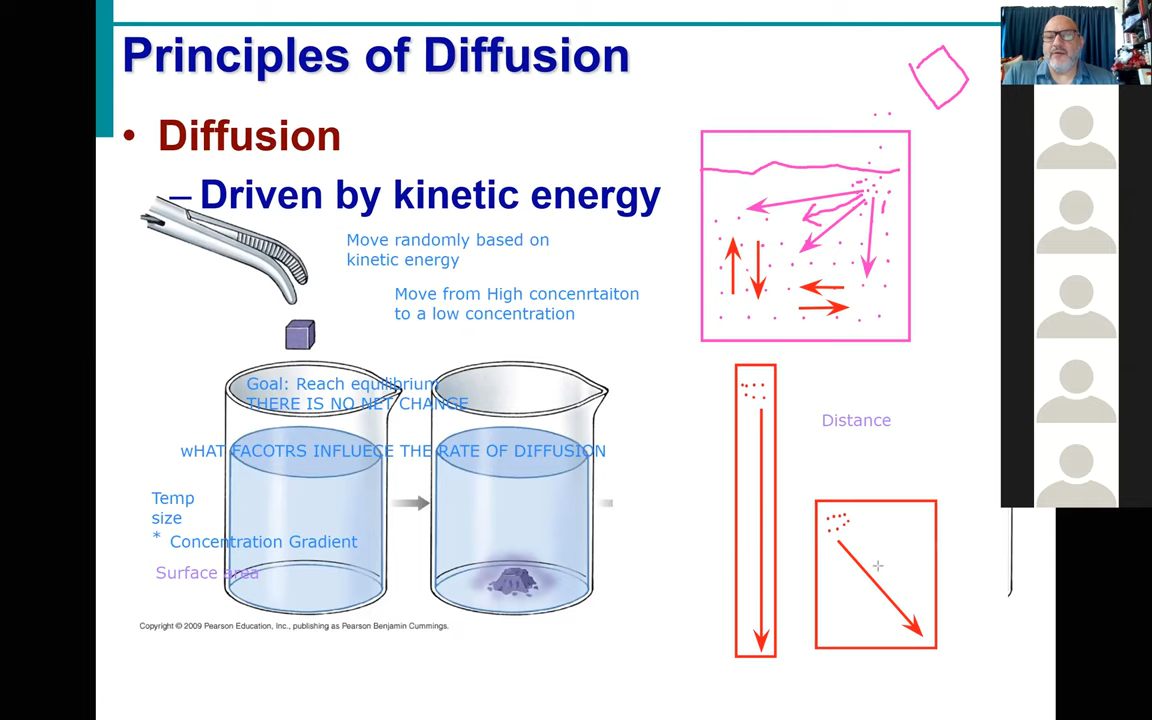 Principles of Diffusion
• Diffusion
– Driven by kinetic energy
Move randomly based on
kinetic energy
Move from High concenrtaiton
to a low concentration
Goal: Reach equilibrium
THERE IS NO NET CHANGE
wHAT FACOTRS INFLUECE THE RATE OF DIFFUSION
Temp
size
* Concentration Gradient
Surface area
Distance
Copyright © 2009 Pearson Education, Inc., publishing as Pearson Benjamin Cummings.